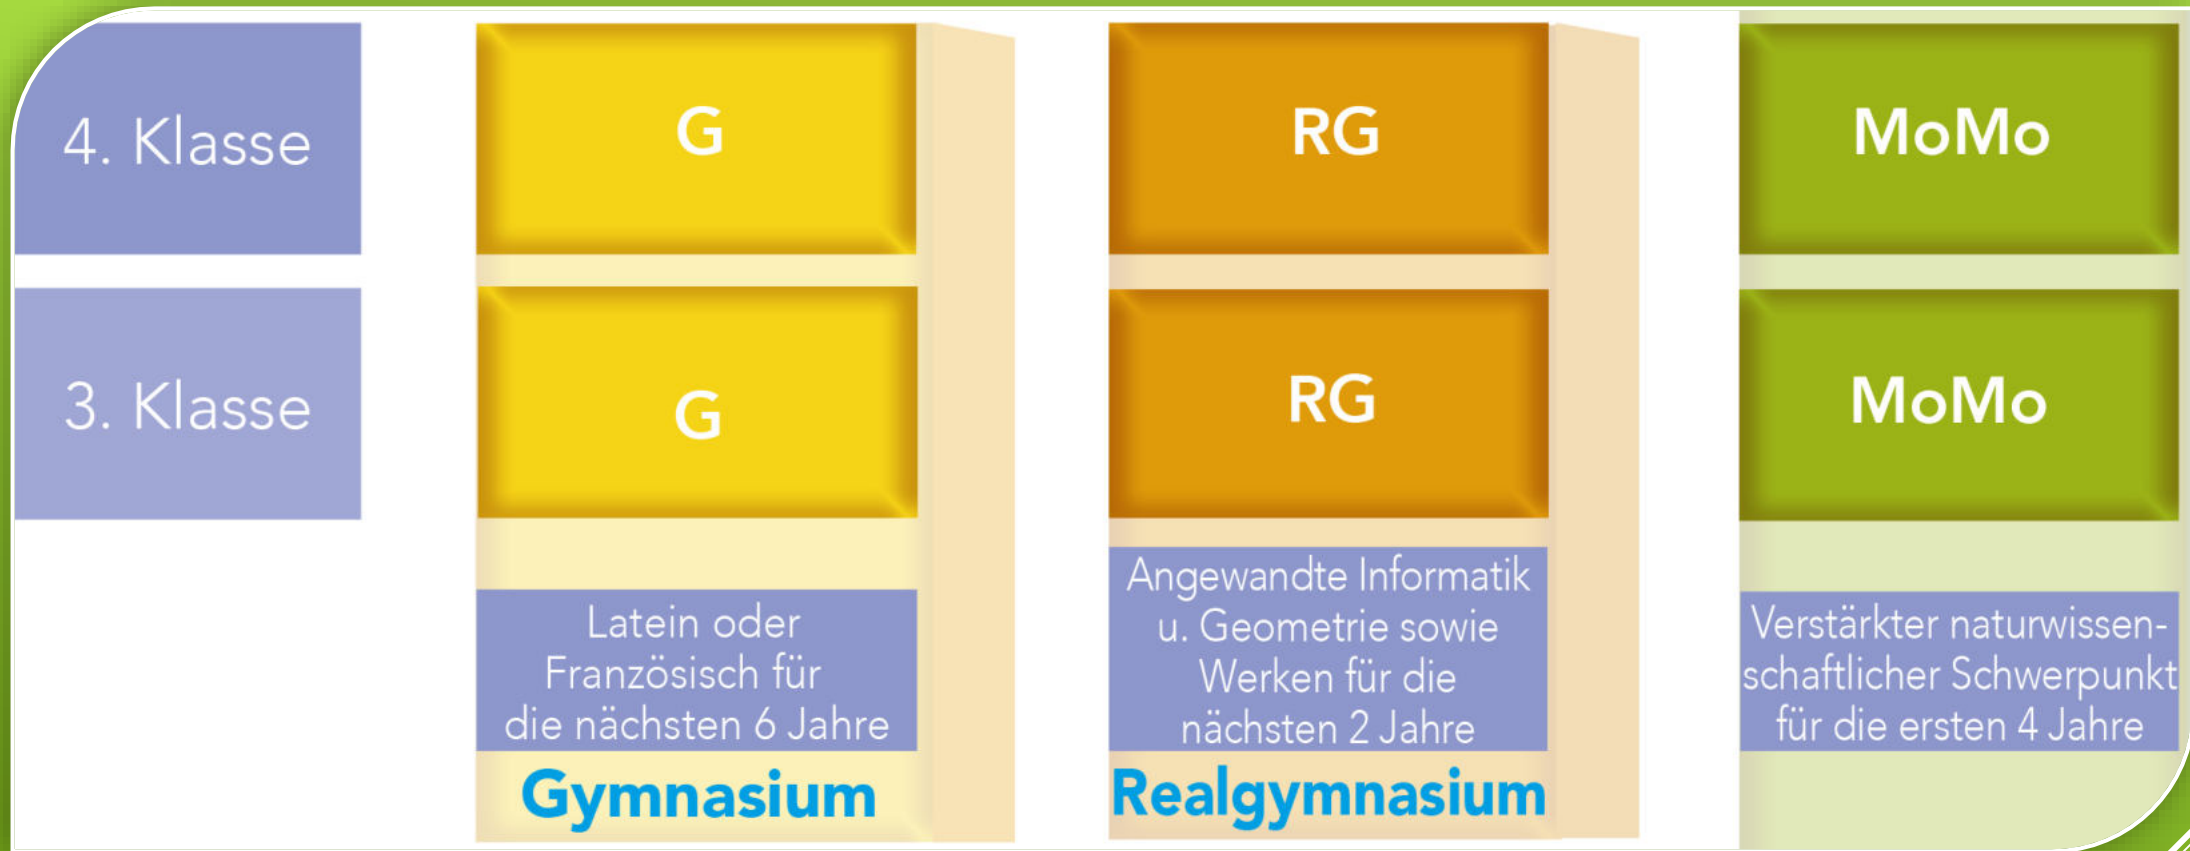 4. Klasse
G
RG
MoMo
3. Klasse
G
RG
MoMo
Latein oder
Französisch für
die nächsten 6 Jahre
Gymnasium
Angewandte Informatik
u. Geometrie sowie
Werken für die
nächsten 2 Jahre
Realgymnasium
Verstärkter naturwissen-
schaftlicher Schwerpunkt
für die ersten 4 Jahre